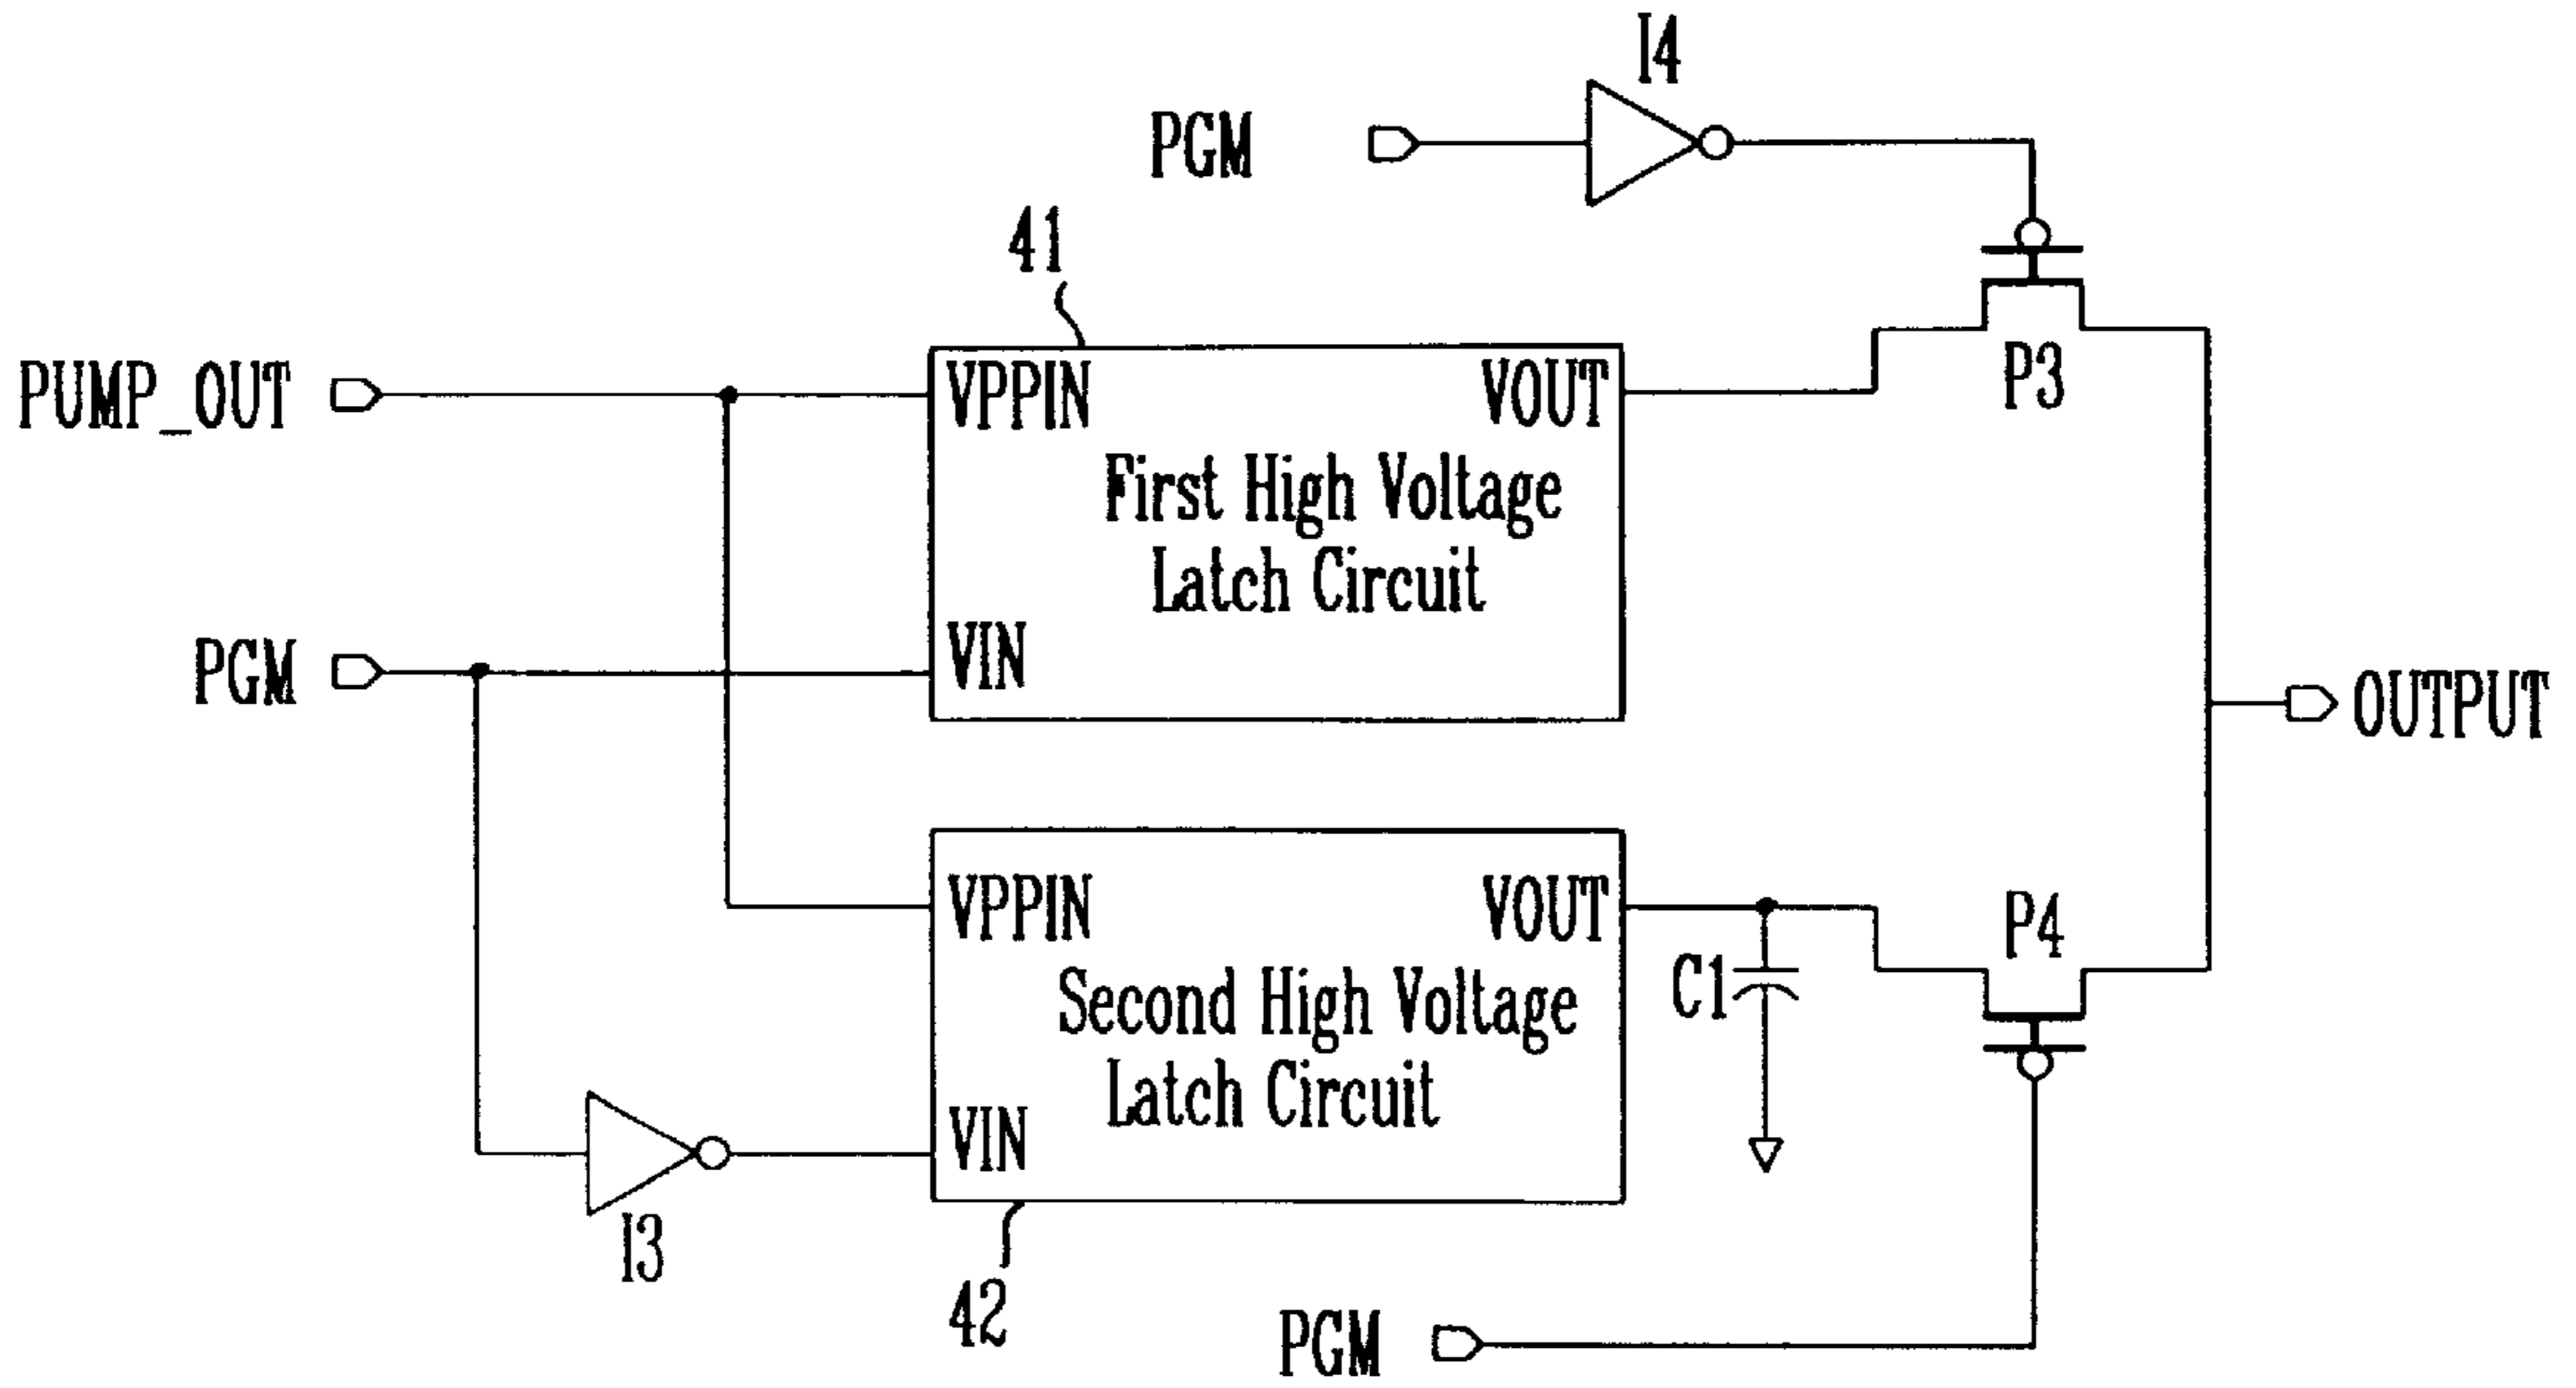 I4
PGM
41
PUMP_OUT
VPPIN
VOUT
P3
First High Voltage
Latch Circuit
PGM
VIN
OUTPUT
VPPIN
VOUT
P4
C1
Second High Voltage
Latch Circuit
VIN
I3
42
PGM